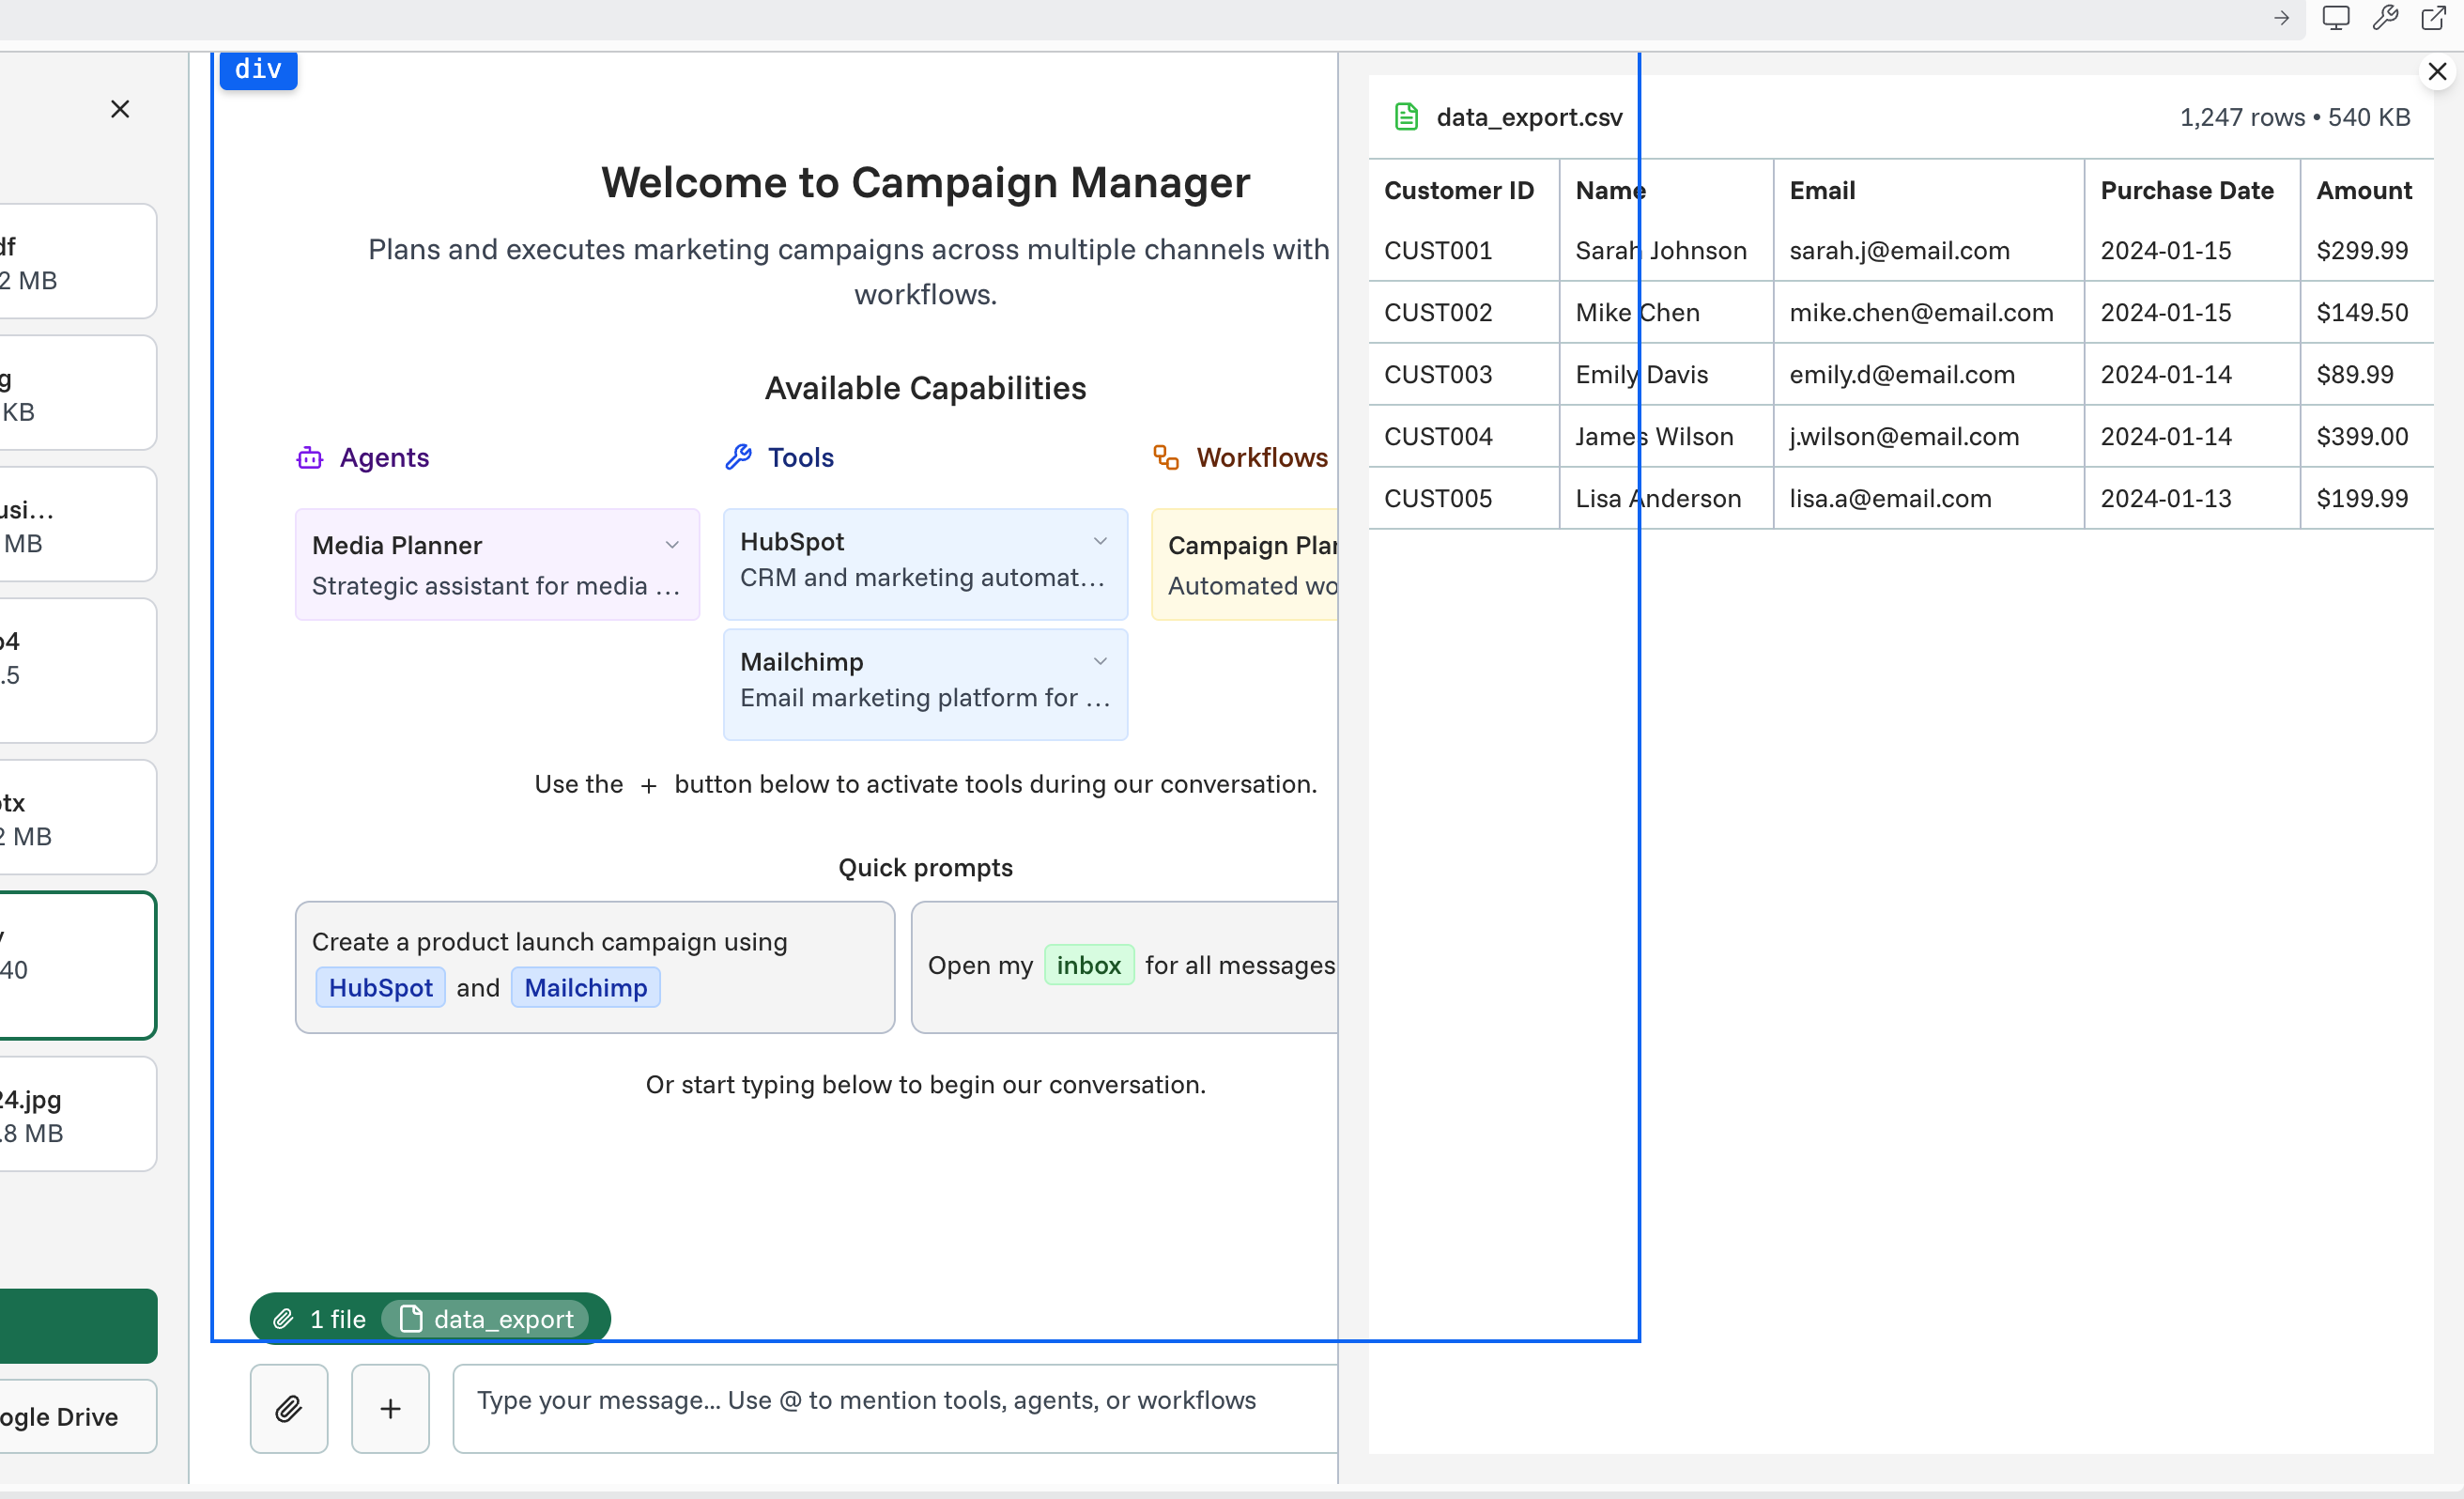 div
df
2 MB
g
KB
usi...
MB
p4
.5
ptx
2 MB
40
24.jpg
.8 MB
ogle Drive
Welcome to Campaign Manager
Plans and executes marketing campaigns across multiple channels with
workflows.
Available Capabilities
Agents
Media Planner
Strategic assistant for media ...
Tools
HubSpot
CRM and marketing automat...
Mailchimp
Email marketing platform for ...
Workflows
Campaign Plan
Automated wo
Use the + button below to activate tools during our conversation.
Quick prompts
Create a product launch campaign using
HubSpot and Mailchimp
Open my inbox for all messages
Or start typing below to begin our conversation.
1 file data_export
+
Type your message... Use @ to mention tools, agents, or workflows
data_export.csv 1,247 rows • 540 KB
Customer ID Name Email Purchase Date Amount
CUST001 Sarah Johnson sarah.j@email.com 2024-01-15 $299.99
CUST002 Mike Chen mike.chen@email.com 2024-01-15 $149.50
CUST003 Emily Davis emily.d@email.com 2024-01-14 $89.99
CUST004 James Wilson j.wilson@email.com 2024-01-14 $399.00
CUST005 Lisa Anderson lisa.a@email.com 2024-01-13 $199.99